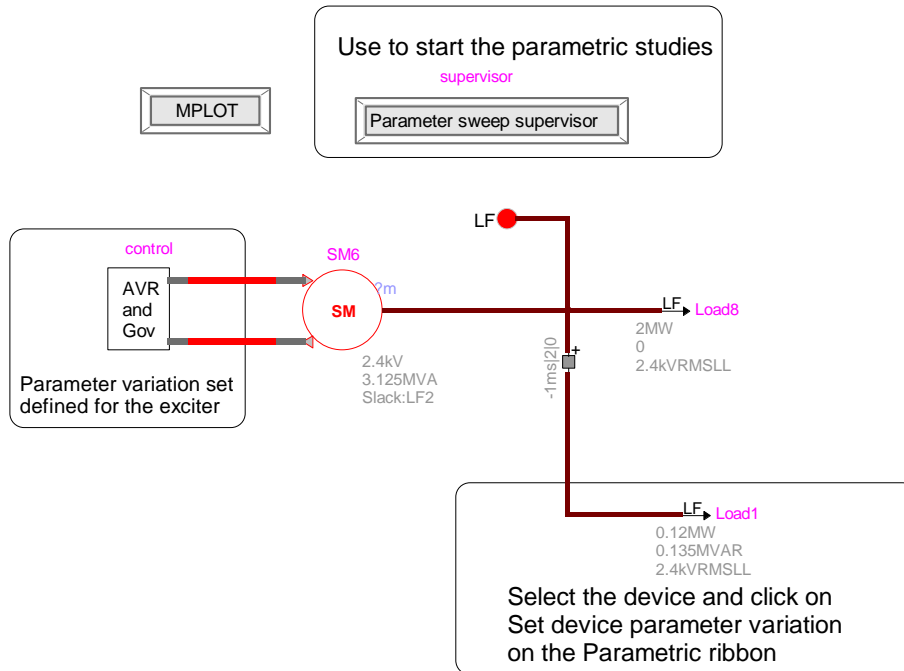 Use to start the parametric studies
supervisor
MPLOT
Parameter sweep supervisor
LF
control
SM6
AVR
and
Gov
?m
SM
LF
Load8
2MW
0
2.4kVRMSLL
2.4kV
3.125MVA
Slack:LF2
+
-1ms|2|0
Parameter variation set
defined for the exciter
LF
Load1
0.12MW
0.135MVAR
2.4kVRMSLL
Select the device and click on
Set device parameter variation
on the Parametric ribbon